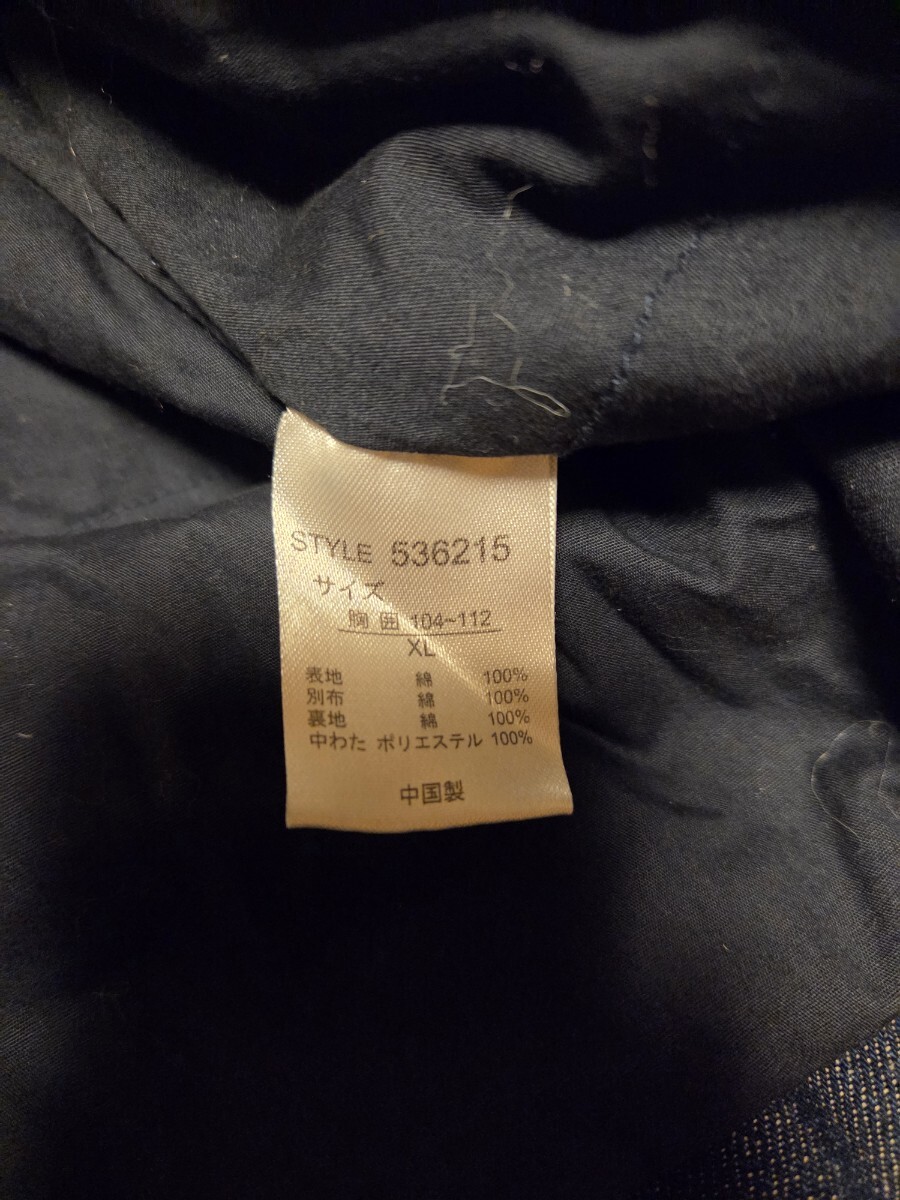 STYLE 536215
サイズ
胸 囲 104~112
XL
表地 綿 100%
別布 綿 100%
裏地 綿 100%
中わた ポリエステル 100%
中国製